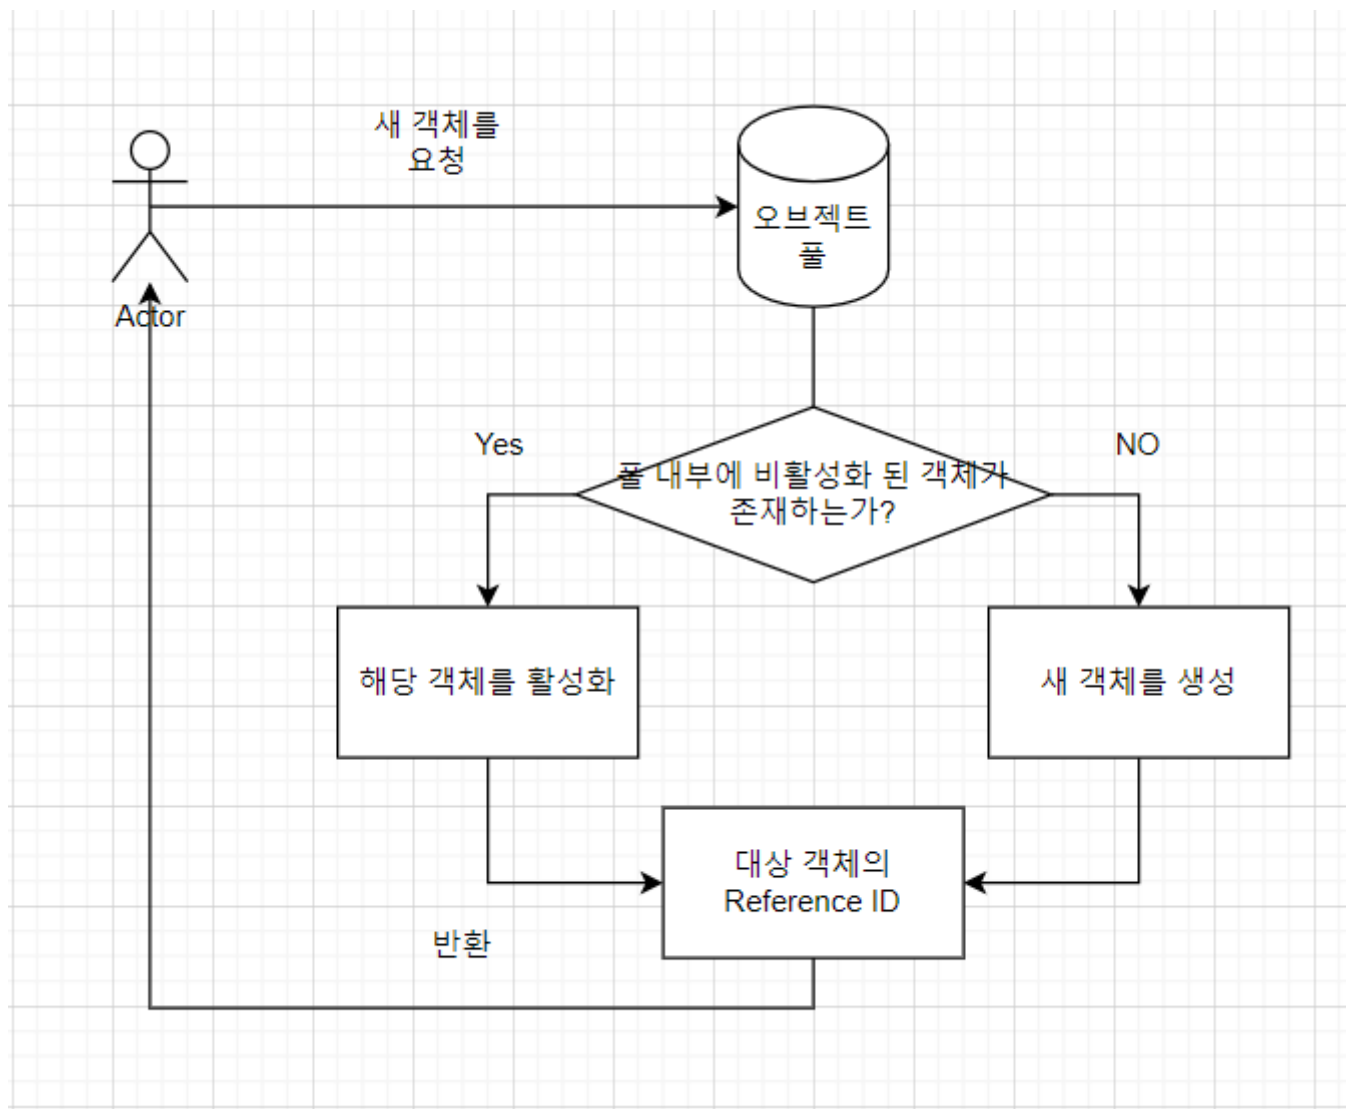 새 객체를
요청
오브젝트
풀
Actor
Yes
NO
풀 내부에 비활성화 된 객체가
존재하는가?
해당 객체를 활성화
새 객체를 생성
대상 객체의
Reference ID
반환